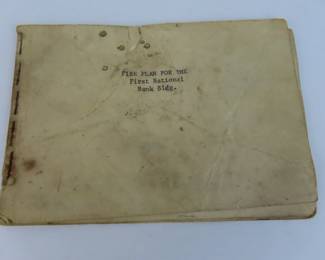 FIRE PLAN FOR THE
First National
Bank Bldg.